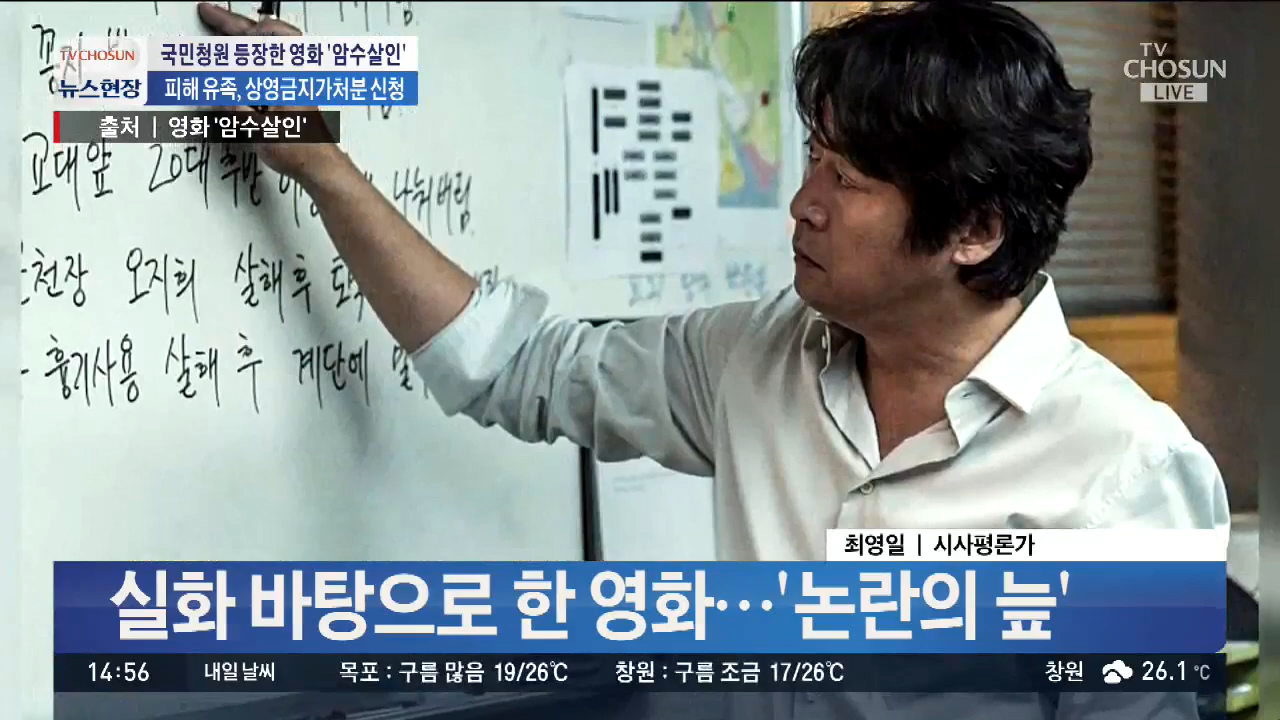 TV CHOSUN
뉴스현장
국민청원 등장한 영화 '암수살인'
피해 유족, 상영금지가처분 신청
출처 | 영화 '암수살인'
TV
CHOSUN
LIVE
교대앞 20대 후반 나눠버림
천장 오지희 살해 후
흉기사용 살해 후 계단에
최영일 | 시사평론가
실화 바탕으로 한 영화…'논란의 늪'
14:56 내일 날씨 목포 : 구름 많음 19/26℃ 창원 : 구름 조금 17/26℃ 창원 26.1 ℃